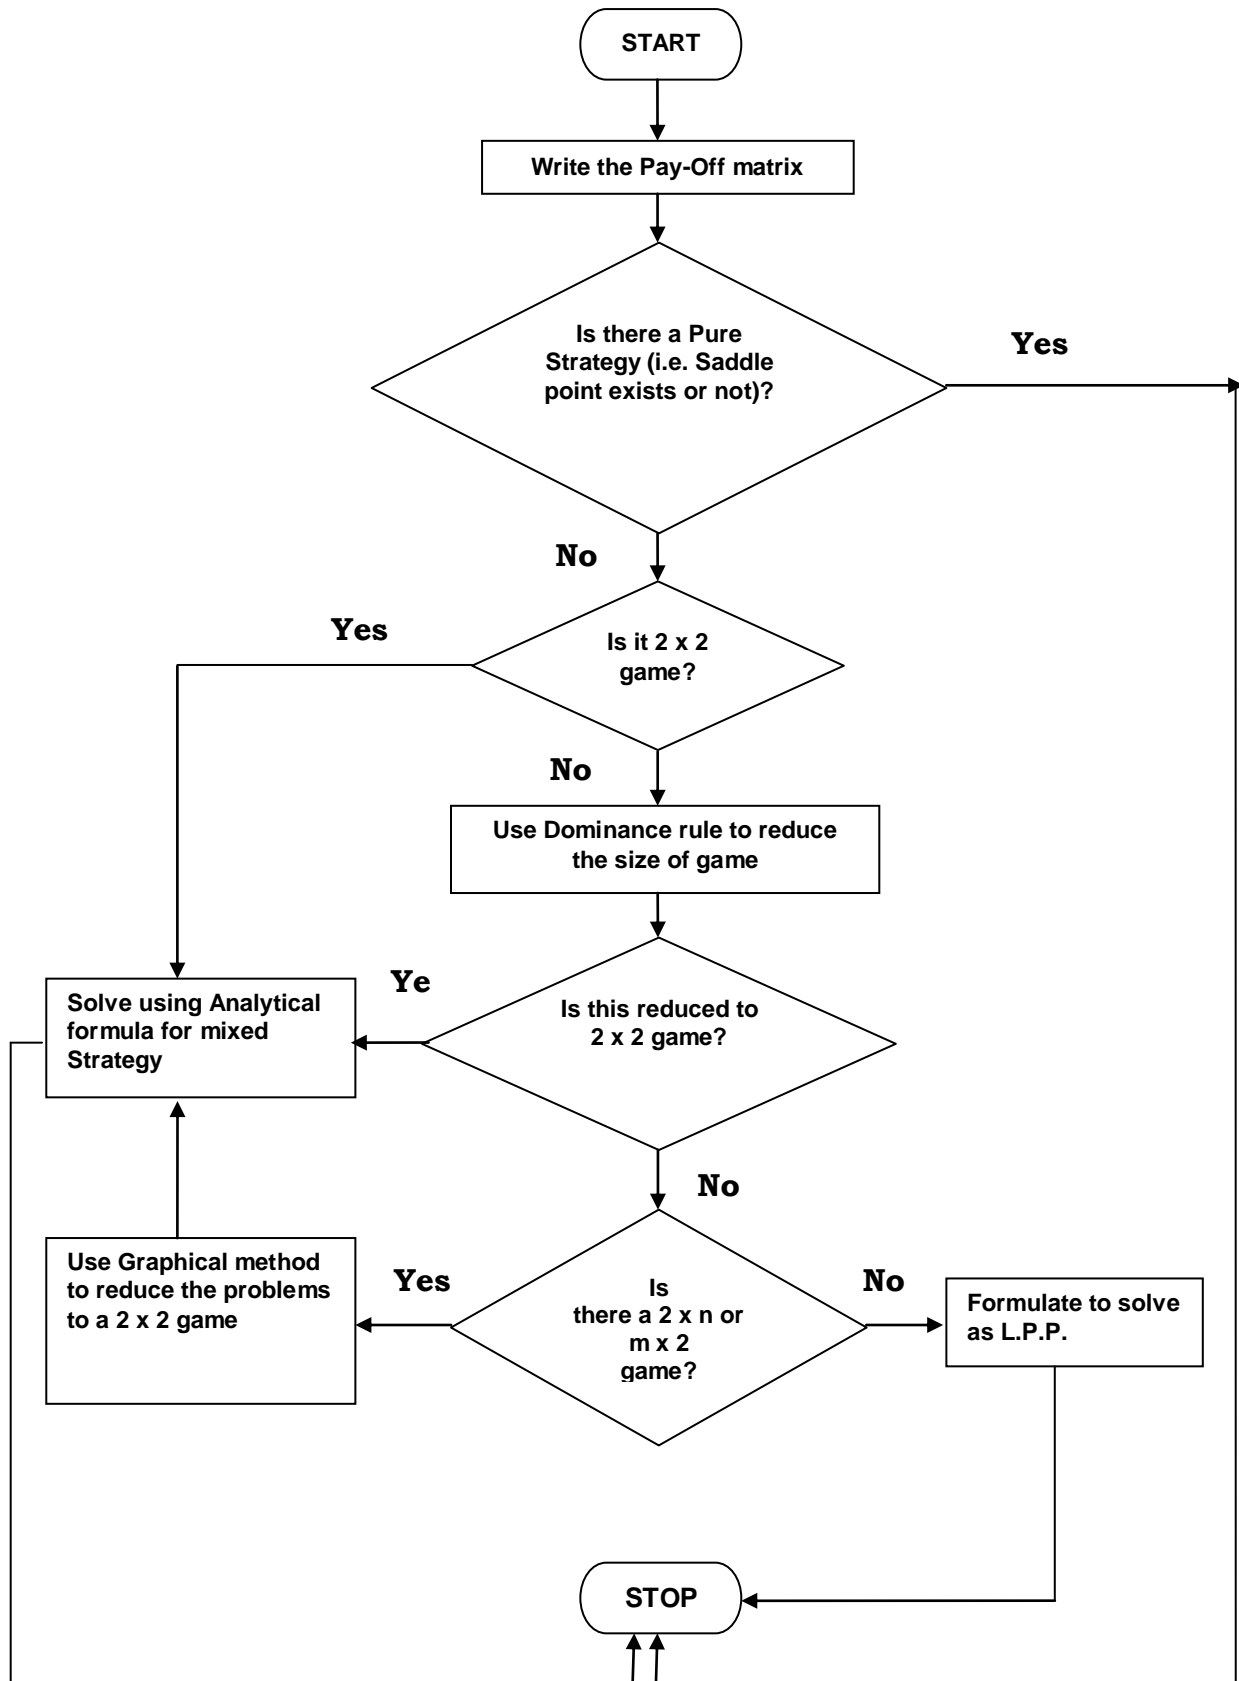 START
Write the Pay-Off matrix
Is there a Pure
Strategy (i.e. Saddle
point exists or not)?
Yes
No
Is it 2 x 2
game?
Yes
No
Use Dominance rule to reduce
the size of game
Is this reduced to
2 x 2 game?
Ye
Solve using Analytical
formula for mixed
Strategy
No
Is
there a 2 x n or
m x 2
game?
Yes
Use Graphical method
to reduce the problems
to a 2 x 2 game
No
Formulate to solve
as L.P.P.
STOP